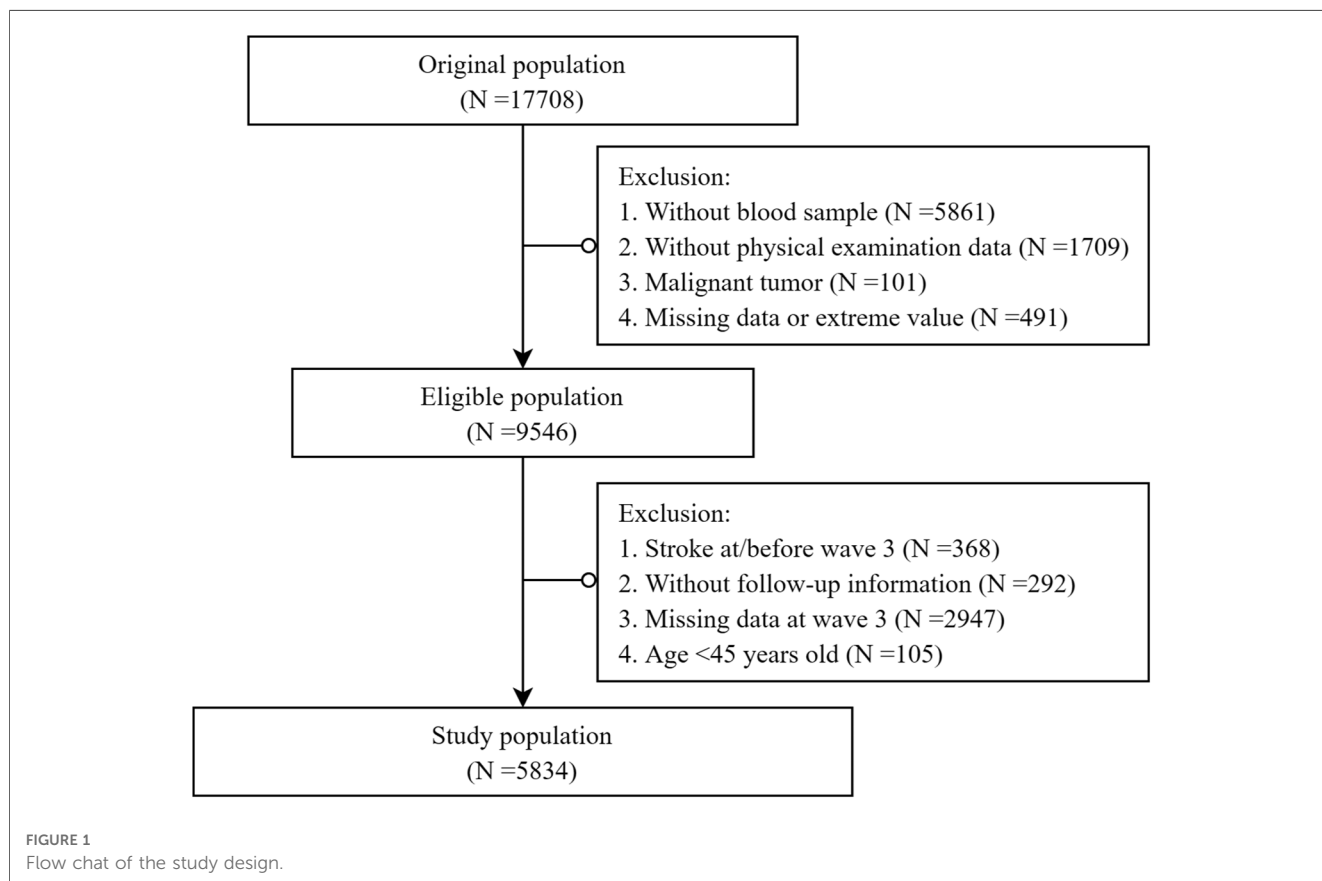 Original population
(N =17708)
Exclusion:
1. Without blood sample (N =5861)
2. Without physical examination data (N =1709)
3. Malignant tumor (N =101)
4. Missing data or extreme value (N =491)
Eligible population
(N =9546)
Exclusion:
1. Stroke at/before wave 3 (N =368)
2. Without follow-up information (N =292)
3. Missing data at wave 3 (N =2947)
4. Age <45 years old (N =105)
Study population
(N =5834)
FIGURE 1
Flow chat of the study design.